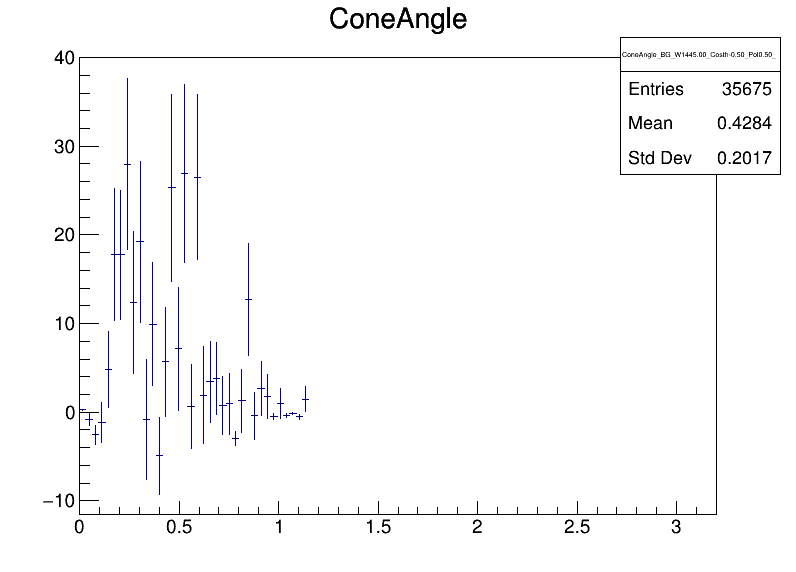 ConeAngle
ConeAngle_BG_W1445.00_Costh-0.50_Pol0.50_
Entries 35675
Mean 0.4284
Std Dev 0.2017
40
30
20
10
0
−10
0 0.5 1 1.5 2 2.5 3